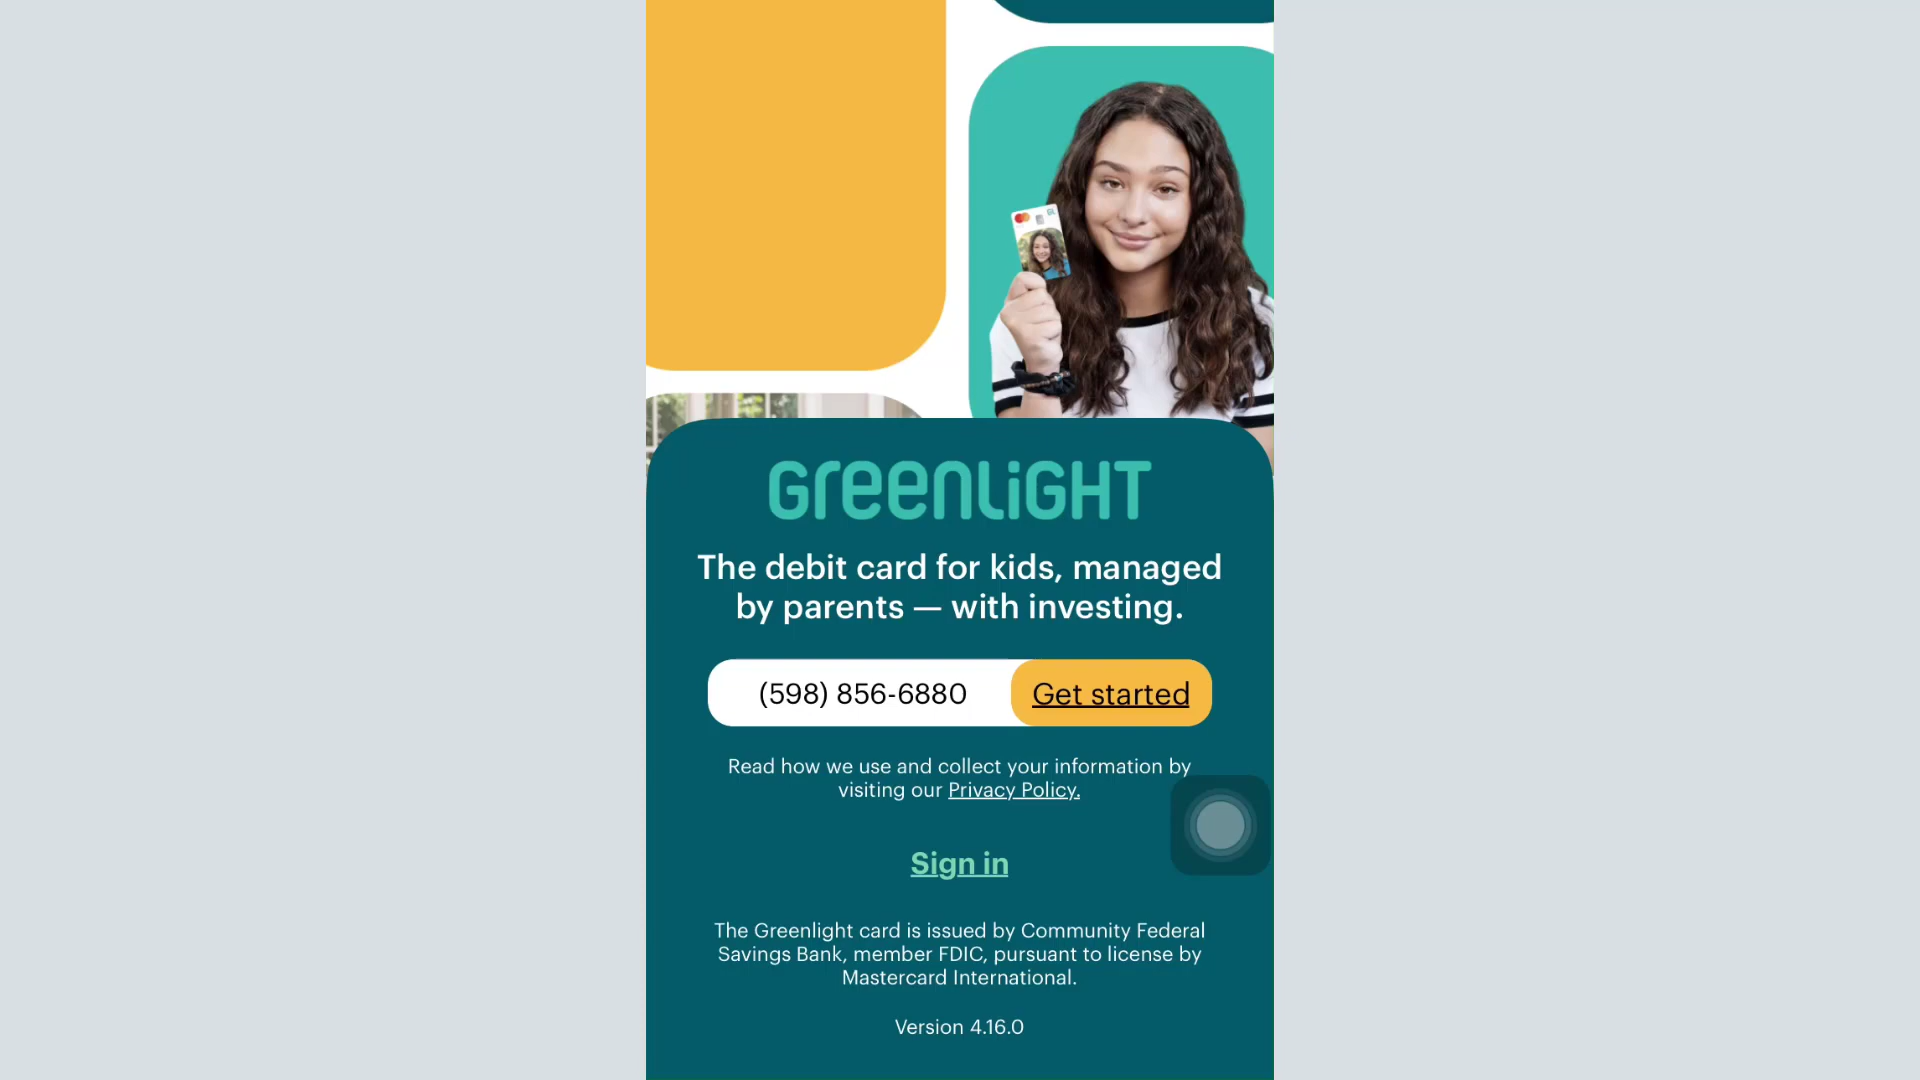 GreenLiGHT
The debit card for kids, managed
by parents — with investing.
(598) 856-6880
Get started
Read how we use and collect your information by
visiting our Privacy Policy.
Sign in
The Greenlight card is issued by Community Federal
Savings Bank, member FDIC, pursuant to license by
Mastercard International.
Version 4.16.0